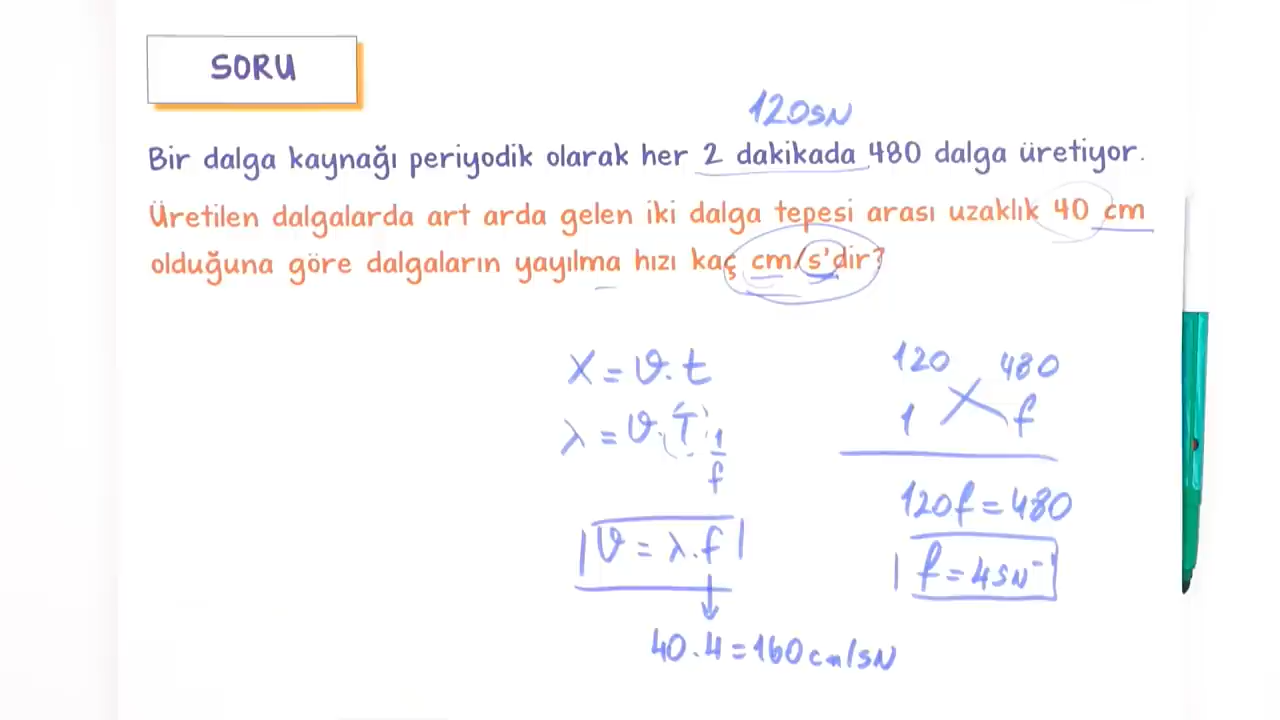 SORU
120SN
Bir dalga kaynağı periyodik olarak her 2 dakikada 480 dalga üretiyor.
Üretilen dalgalarda art arda gelen iki dalga tepesi arası uzaklık 40 cm
olduğuna göre dalgaların yayılma hızı kaç cm/s'dir?
X = ϑ.t
λ = ϑ.T 1/f
ϑ = λ.f
40.4 = 160cm/SN
120 480
1 f
120f = 480
f = 4SN⁻¹